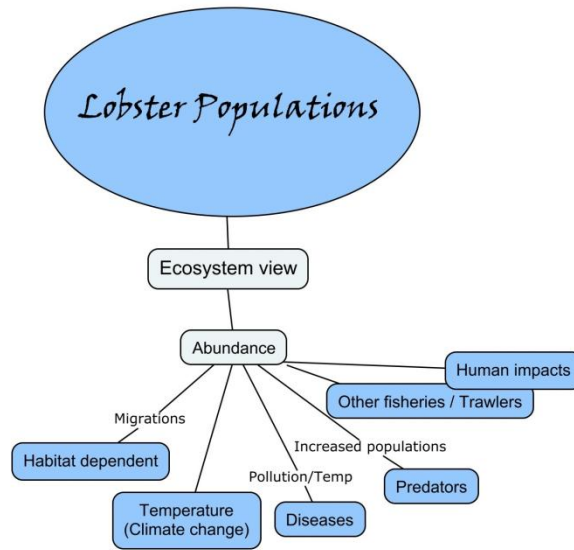 Lobster Populations
Ecosystem view
Abundance
Human impacts
Other fisheries / Trawlers
Migrations
Increased populations
Habitat dependent
Pollution/Temp
Predators
Temperature
(Climate change)
Diseases